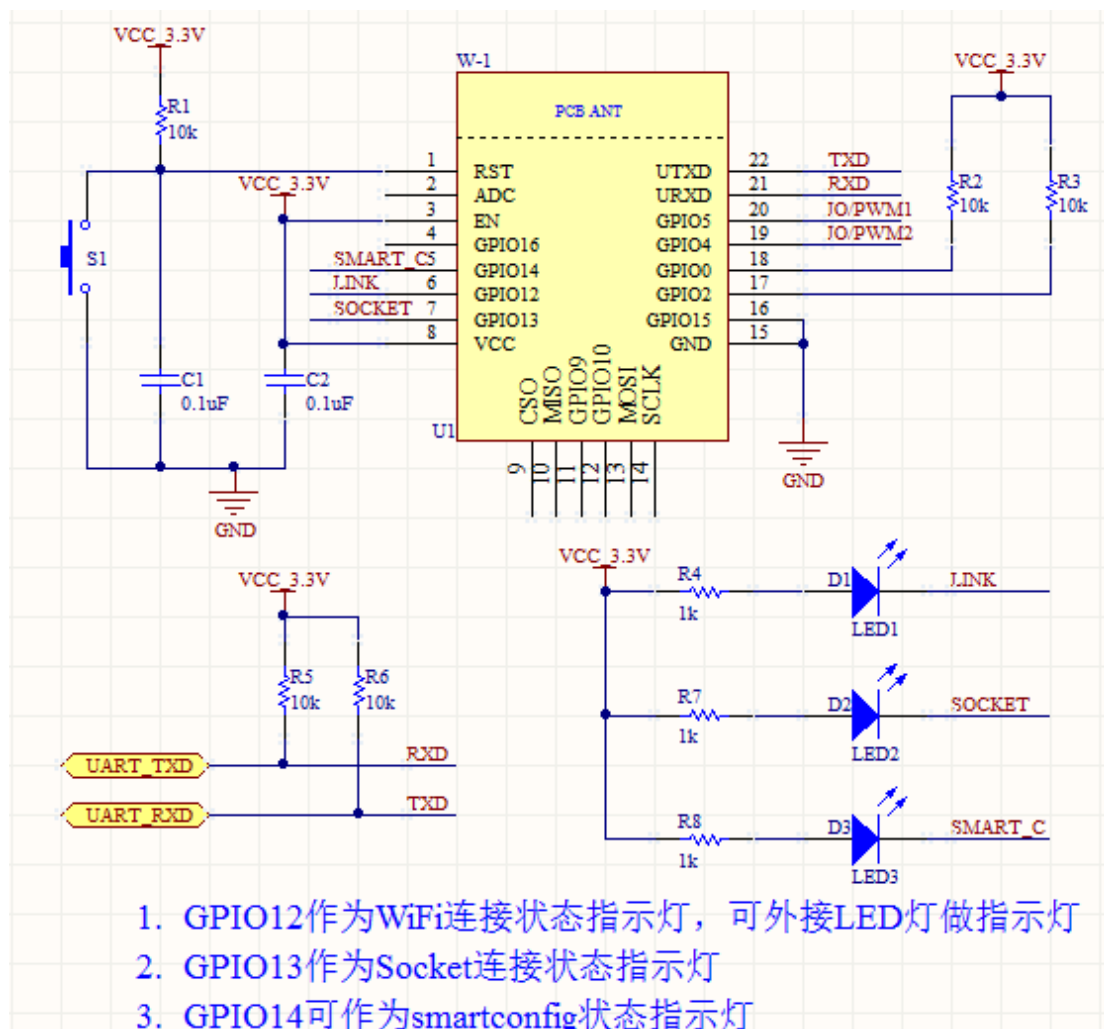 VCC_3.3V
R1
10k
W-1
PCB ANT
VCC_3.3V
R2
10k
R3
10k
S1
VCC_3.3V
SMART_C
LINK
SOCKET
1 RST
2 ADC
3 EN
4 GPIO16
5 GPIO14
6 GPIO12
7 GPIO13
8 VCC
UTXD 22 TXD
URXD 21 RXD
GPIO5 20 IO/PWM1
GPIO4 19 IO/PWM2
GPIO0 18
GPIO2 17
GPIO15 16
GND 15
CSO
MISO
GPIO9
GPIO10
MOSI
SCLK
9
10
11
12
13
14
U1
C1
0.1uF
C2
0.1uF
GND
GND
VCC_3.3V
R5
10k
R6
10k
UART_TXD
RXD
UART_RXD
TXD
VCC_3.3V
R4
1k
D1
LED1
LINK
R7
1k
D2
LED2
SOCKET
R8
1k
D3
LED3
SMART_C
1. GPIO12作为WiFi连接状态指示灯，可外接LED灯做指示灯
2. GPIO13作为Socket连接状态指示灯
3. GPIO14可作为smartconfig状态指示灯